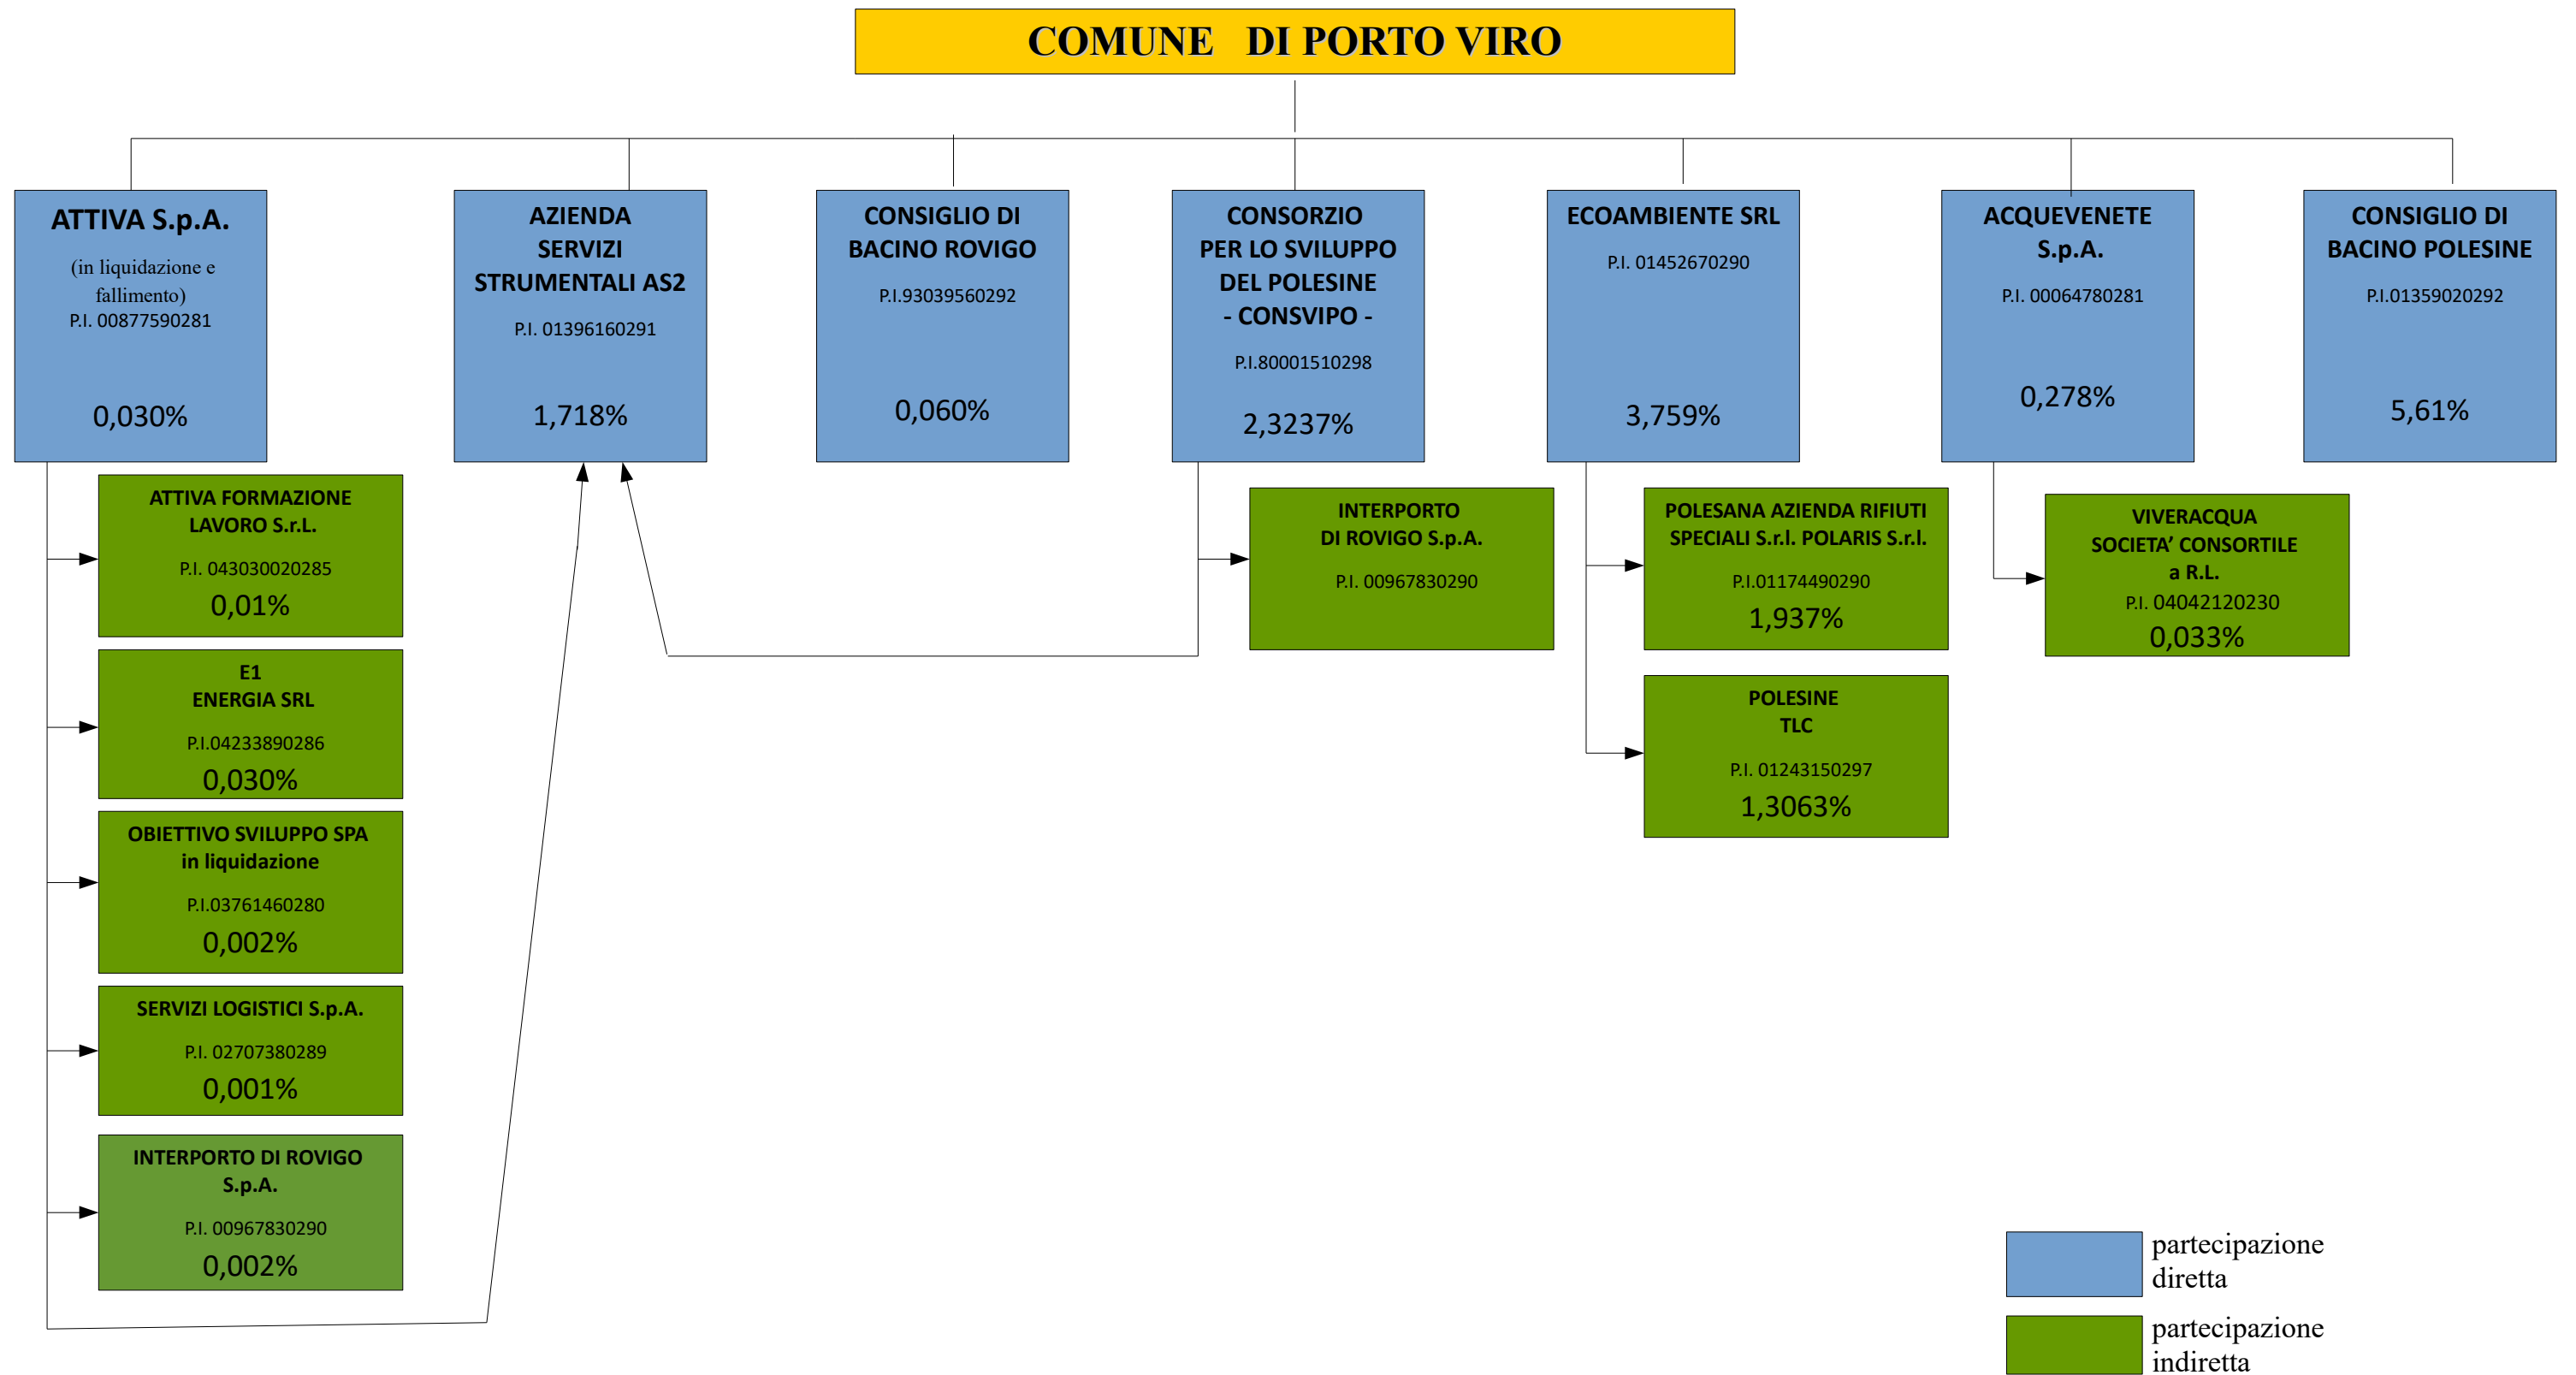 COMUNE DI PORTO VIRO
ATTIVA S.p.A.
(in liquidazione e
fallimento)
P.I. 00877590281
0,030%
AZIENDA
SERVIZI
STRUMENTALI AS2
P.I. 01396160291
1,718%
CONSIGLIO DI
BACINO ROVIGO
P.I.93039560292
0,060%
CONSORZIO
PER LO SVILUPPO
DEL POLESINE
- CONSVIPO -
P.I.80001510298
2,3237%
ECOAMBIENTE SRL
P.I. 01452670290
3,759%
ACQUEVENETE
S.p.A.
P.I. 00064780281
0,278%
CONSIGLIO DI
BACINO POLESINE
P.I.01359020292
5,61%
ATTIVA FORMAZIONE
LAVORO S.r.L.
P.I. 043030020285
0,01%
E1
ENERGIA SRL
P.I.04233890286
0,030%
OBIETTIVO SVILUPPO SPA
in liquidazione
P.I.03761460280
0,002%
SERVIZI LOGISTICI S.p.A.
P.I. 02707380289
0,001%
INTERPORTO DI ROVIGO
S.p.A.
P.I. 00967830290
0,002%
INTERPORTO
DI ROVIGO S.p.A.
P.I. 00967830290
POLESANA AZIENDA RIFIUTI
SPECIALI S.r.l. POLARIS S.r.l.
P.I.01174490290
1,937%
POLESINE
TLC
P.I. 01243150297
1,3063%
VIVERACQUA
SOCIETA’ CONSORTILE
a R.L.
P.I. 04042120230
0,033%
partecipazione
diretta
partecipazione
indiretta